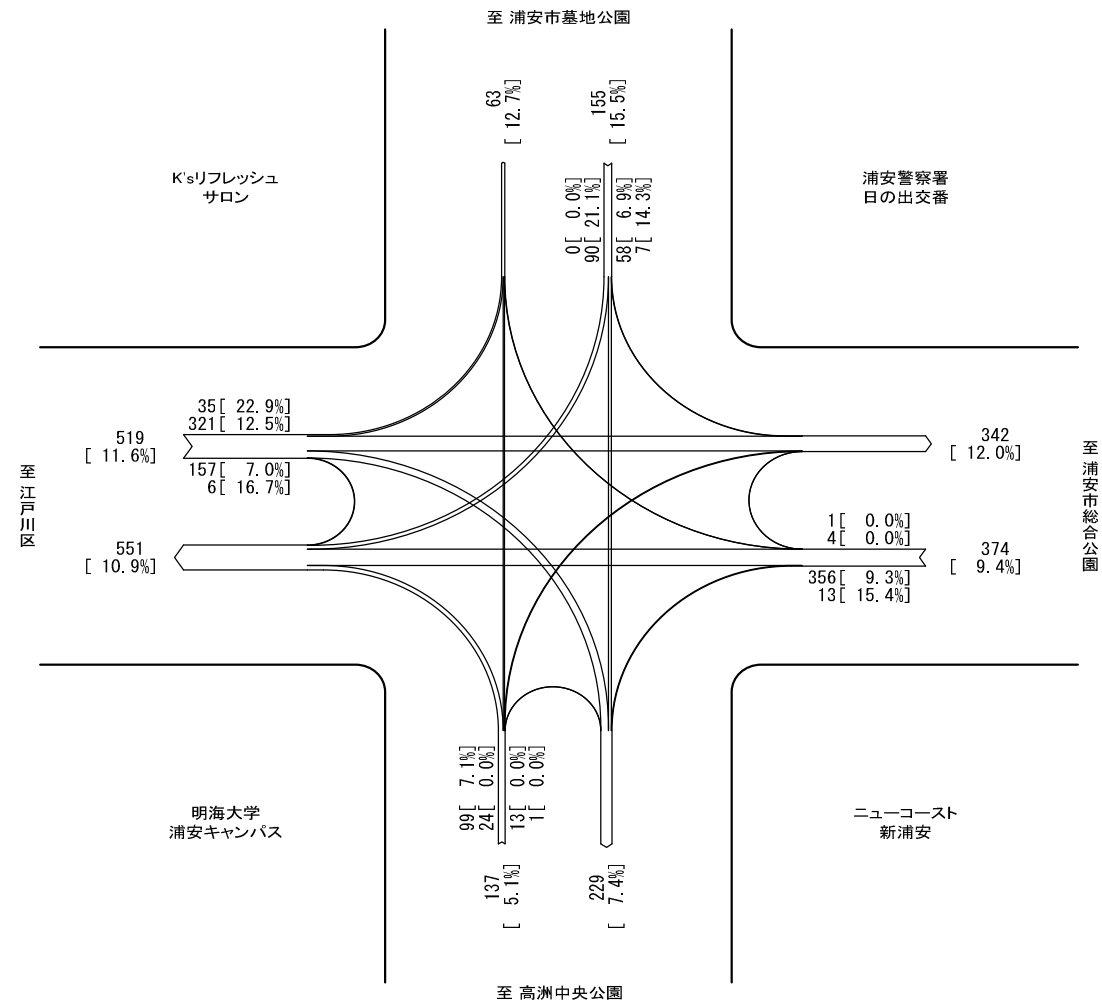 至 浦安市墓地公園
63
[ 12.7%]
155
[ 15.5%]
K'sリフレッシュ
サロン
浦安警察署
日の出交番
0[ 0.0%]
90[ 21.1%]
58[ 6.9%]
7[ 14.3%]
35[ 22.9%]
321[ 12.5%]
519
[ 11.6%]
157[ 7.0%]
6[ 16.7%]
342
[ 12.0%]
至 江戸川区
至 浦安市総合公園
551
[ 10.9%]
1[ 0.0%]
4[ 0.0%]
374
[ 9.4%]
356[ 9.3%]
13[ 15.4%]
99[ 7.1%]
24[ 0.0%]
13[ 0.0%]
1[ 0.0%]
明海大学
浦安キャンパス
ニューコースト
新浦安
137
[ 5.1%]
229
[ 7.4%]
至 高洲中央公園